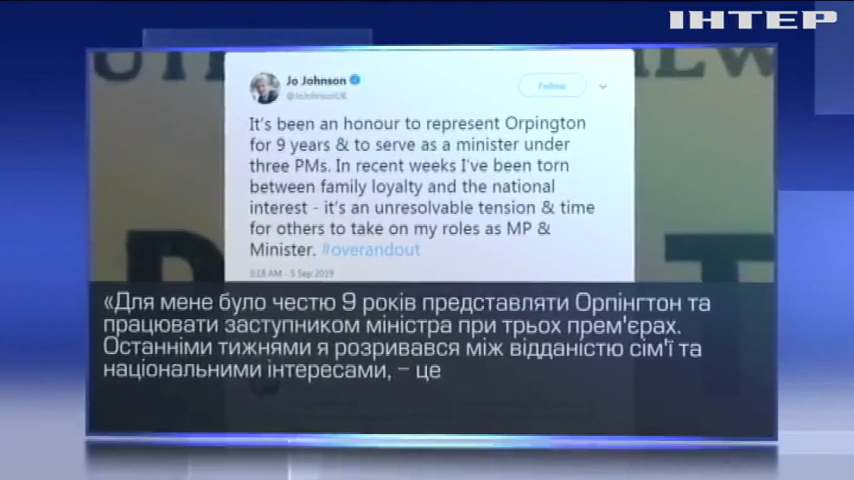 ІНТЕР
Jo Johnson
@JoJohnsonUK
Follow
It's been an honour to represent Orpington
for 9 years & to serve as a minister under
three PMs. In recent weeks I've been torn
between family loyalty and the national
interest - it's an unresolvable tension & time
for others to take on my roles as MP &
Minister. #overandout
3:18 AM - 5 Sep 2019
«Для мене було честю 9 років представляти Орпінгтон та
працювати заступником міністра при трьох прем'єрах.
Останніми тижнями я розривався між відданістю сім'ї та
національними інтересами, – це